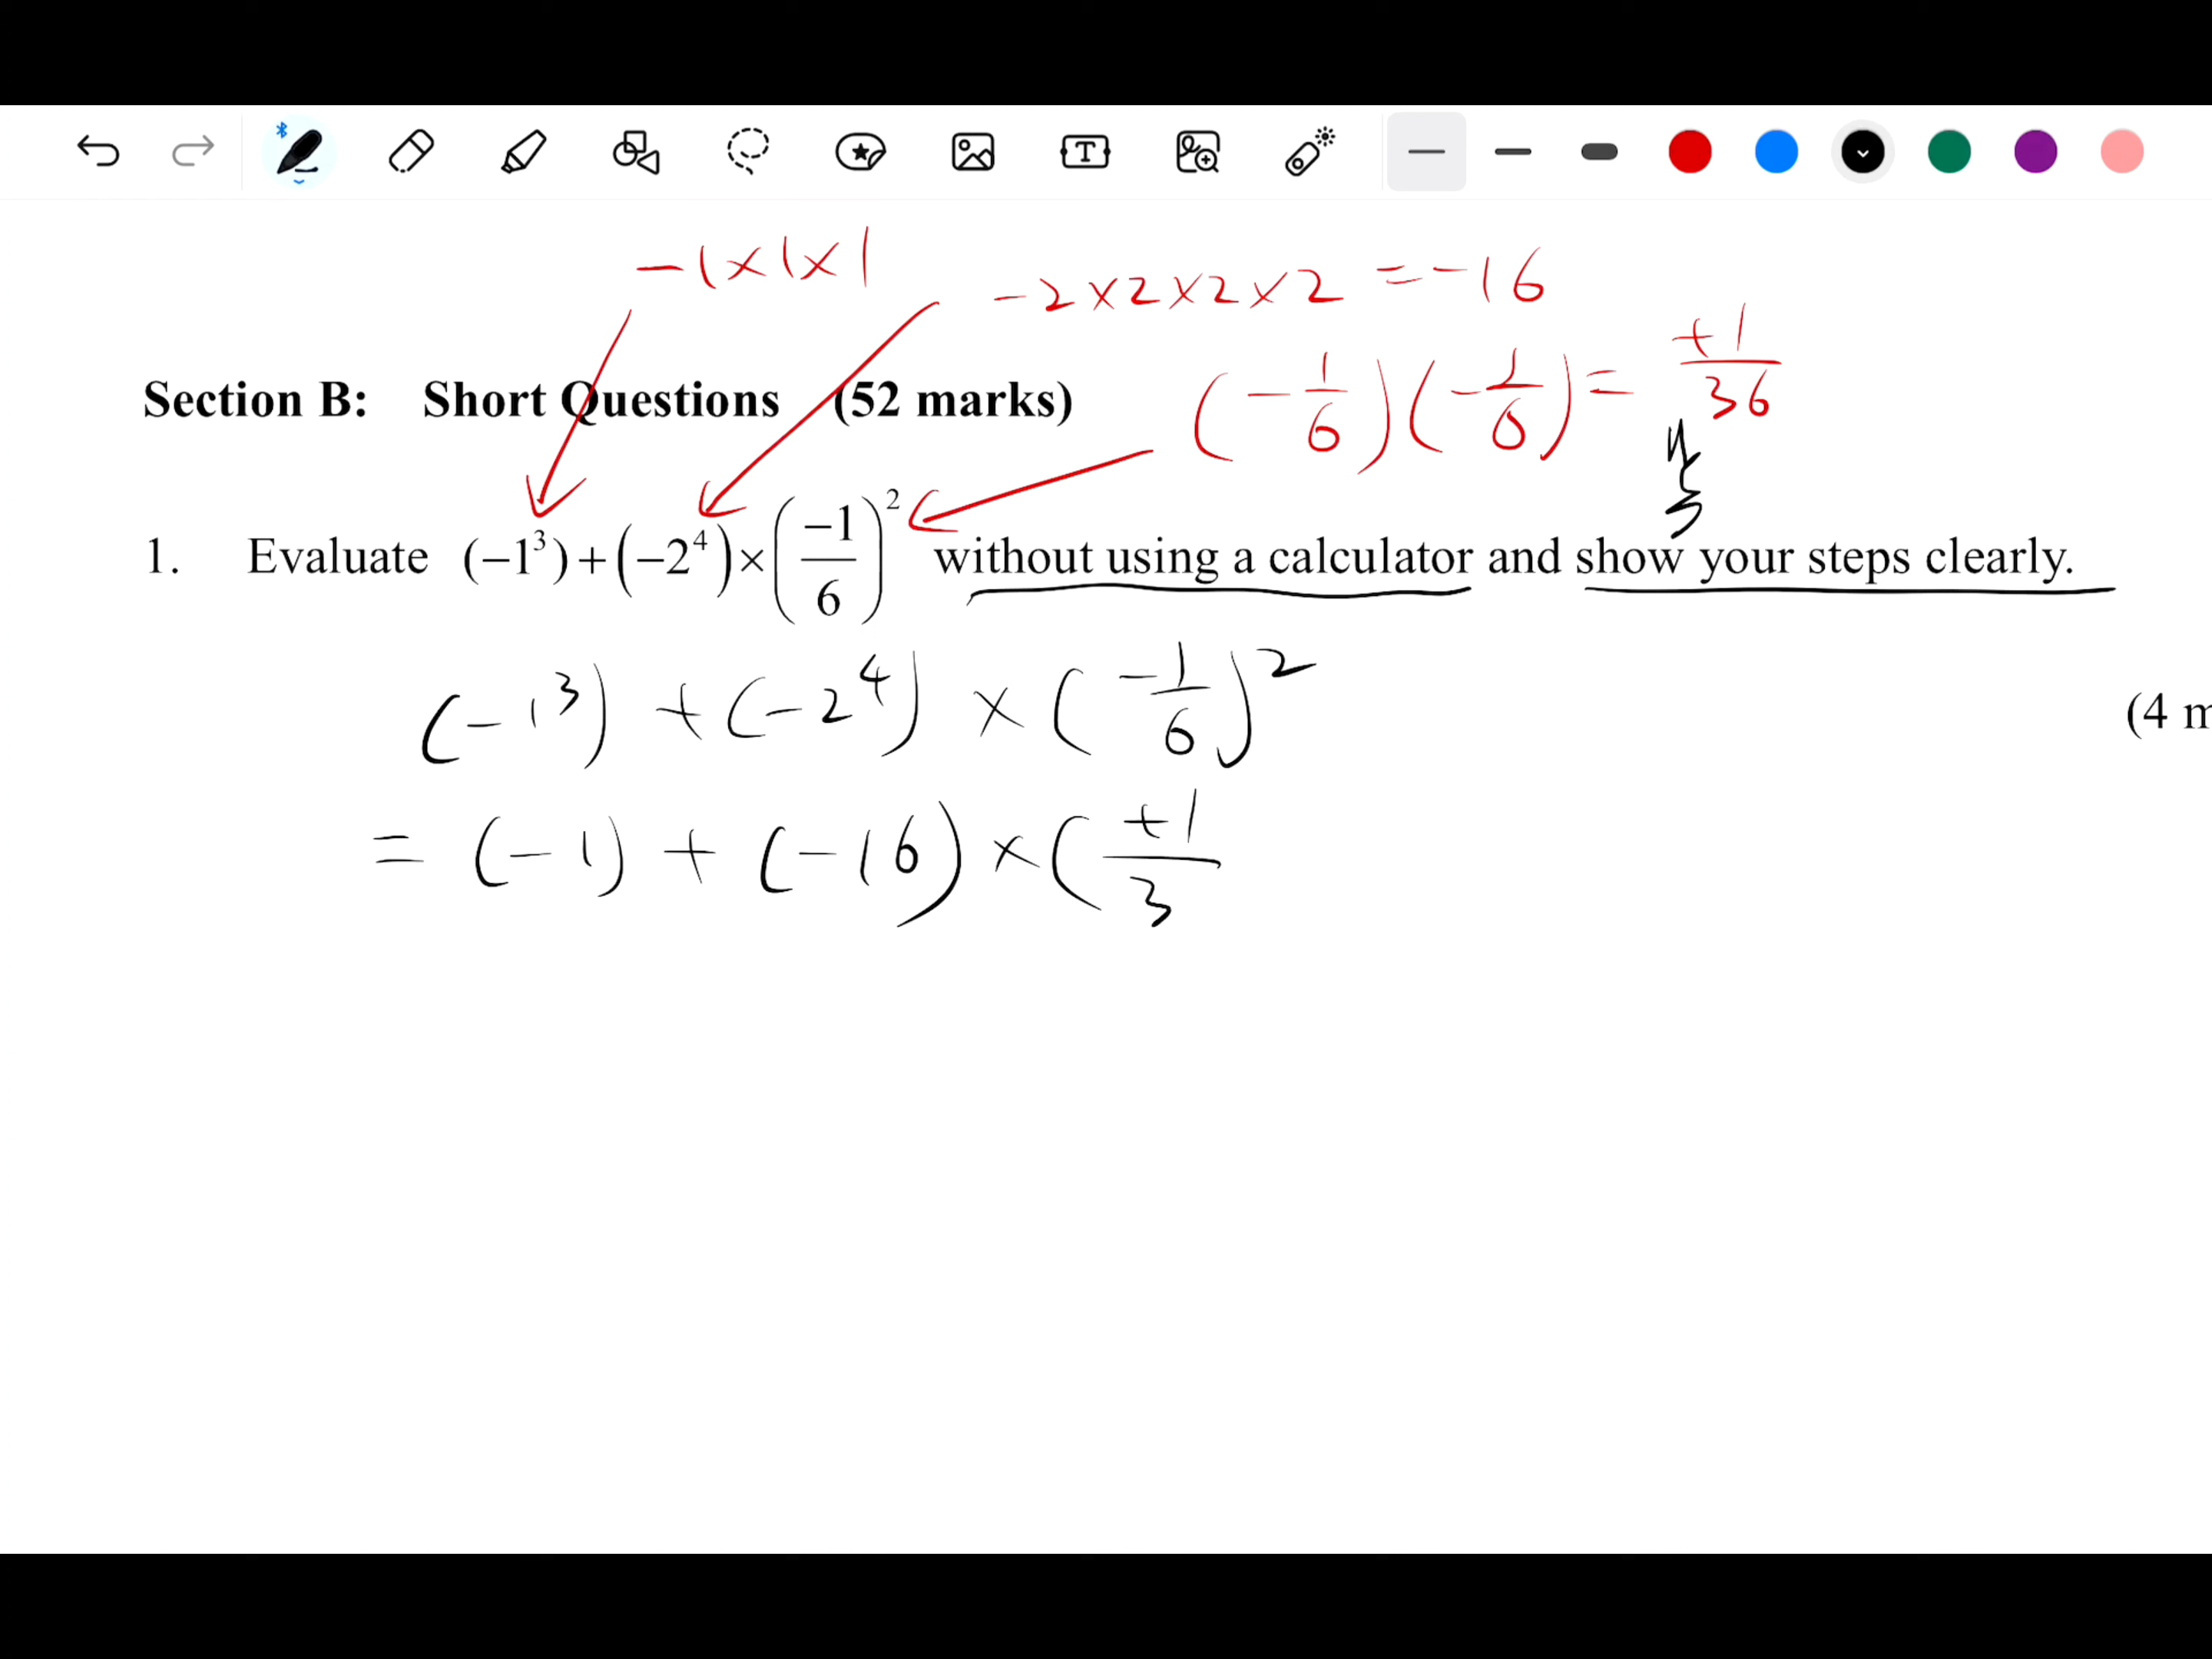 −1×1×1
−2×2×2×2 = −16
(−1/6)(−1/6) = +1/36
Section B: Short Questions (52 marks)
1. Evaluate (−1³)+(−2⁴)×(−1/6)² without using a calculator and show your steps clearly.
(−1³) + (−2⁴) × (−1/6)²
(4 m
= (−1) + (−16) × (+1/3